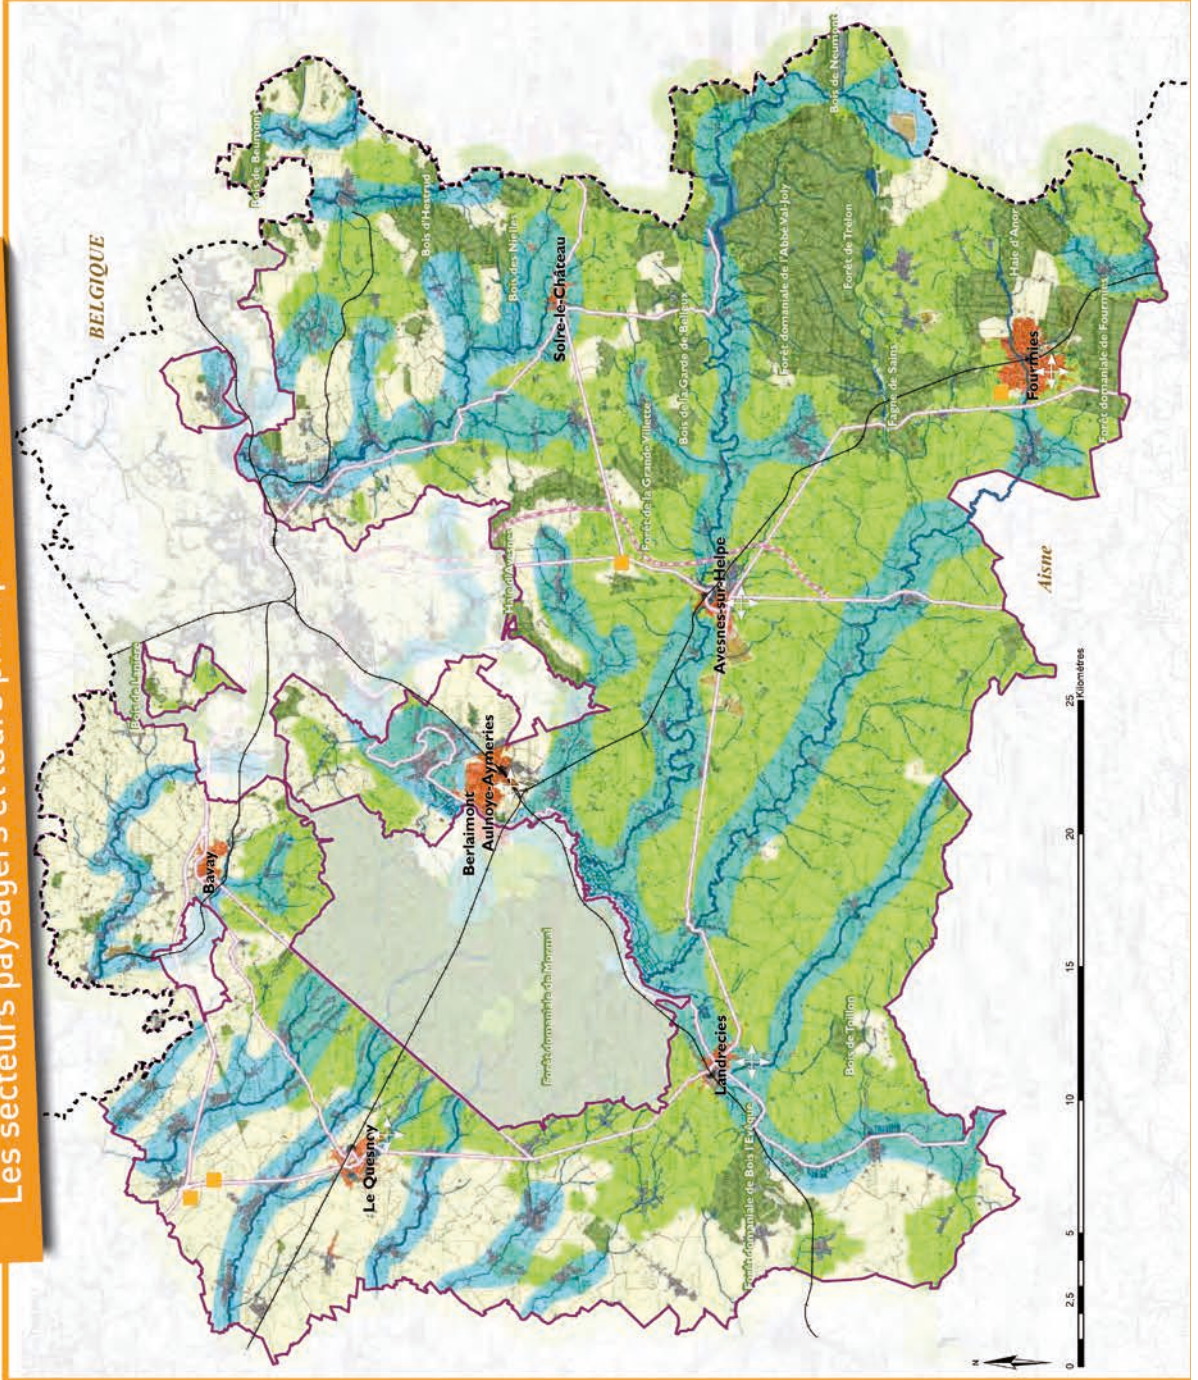 Les secteurs paysagers et leurs
BELGIQUE
Bois de Beumont
Bois de Neumont
Bois d'Hestrud
Bois des Nielles
Solre-le-Château
Bois de la Garde de Belleux
Forêt domaniale de l'Abbé Val Joly
Forêt de Trélon
Haie d'Anor
Fourmies
Forêt domaniale de Fourmies
Fagne de Sains
Forêt de la Grande Villette
Avesnes-sur-Helpe
Aisne
Bois de Lanière
Bavay
Berlaimont
Aulnoye-Aymeries
Forêt domaniale de Mormal
Le Quesnoy
Landrecies
Bois de Toillon
Forêt domaniale de Bois l'Evêque
N
0 2,5 5 10 15 20 25
Kilomètres